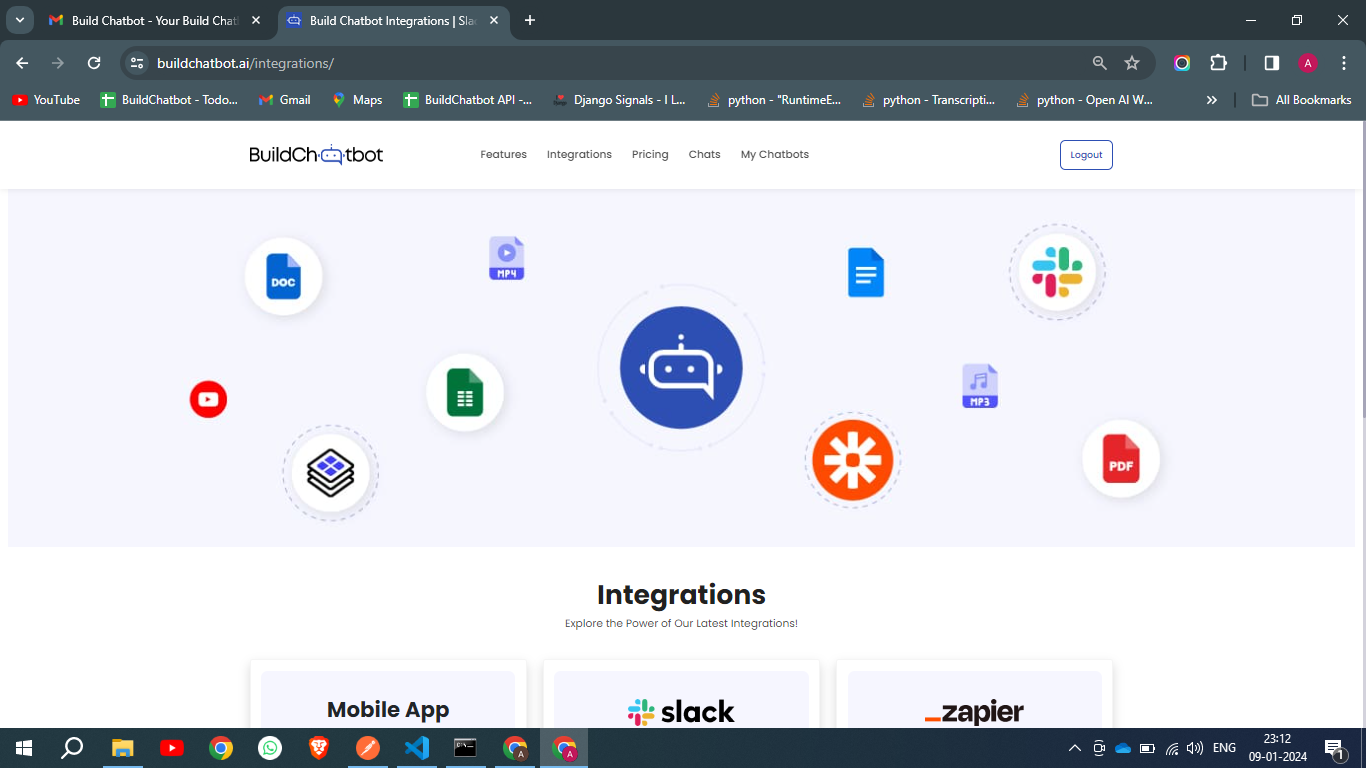 Build Chatbot - Your Build Chat
Build Chatbot Integrations | Sla
buildchatbot.ai/integrations/
A
YouTube
BuildChatbot - Todo...
Gmail
Maps
BuildChatbot API -...
Django Signals - I L...
python - "RuntimeE...
python - Transcripti...
python - Open AI W...
All Bookmarks
BuildChatbot
Features
Integrations
Pricing
Chats
My Chatbots
Logout
DOC
MP4
MP3
PDF
Integrations
Explore the Power of Our Latest Integrations!
Mobile App
slack
zapier
A
A
ENG
23:12
09-01-2024
1